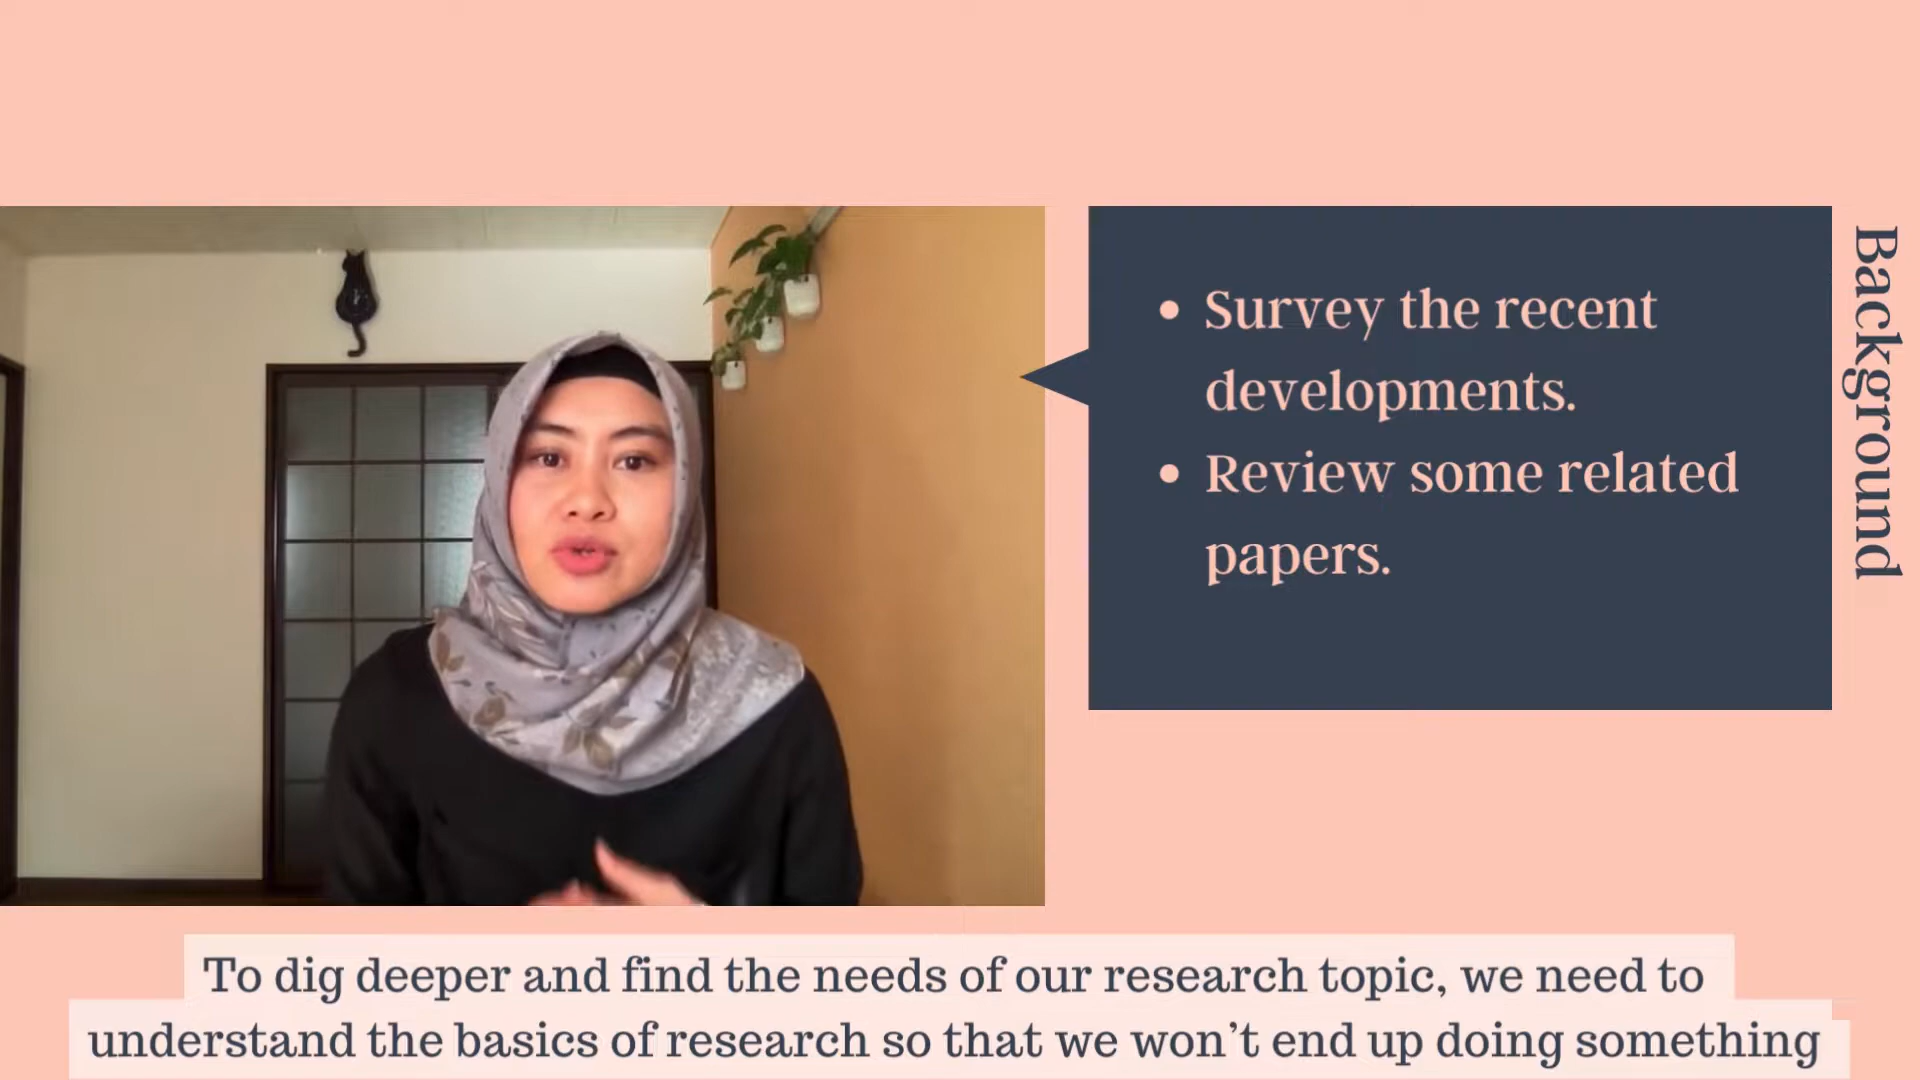 • Survey the recent
developments.
• Review some related
papers.
Background
To dig deeper and find the needs of our research topic, we need to
understand the basics of research so that we won't end up doing something